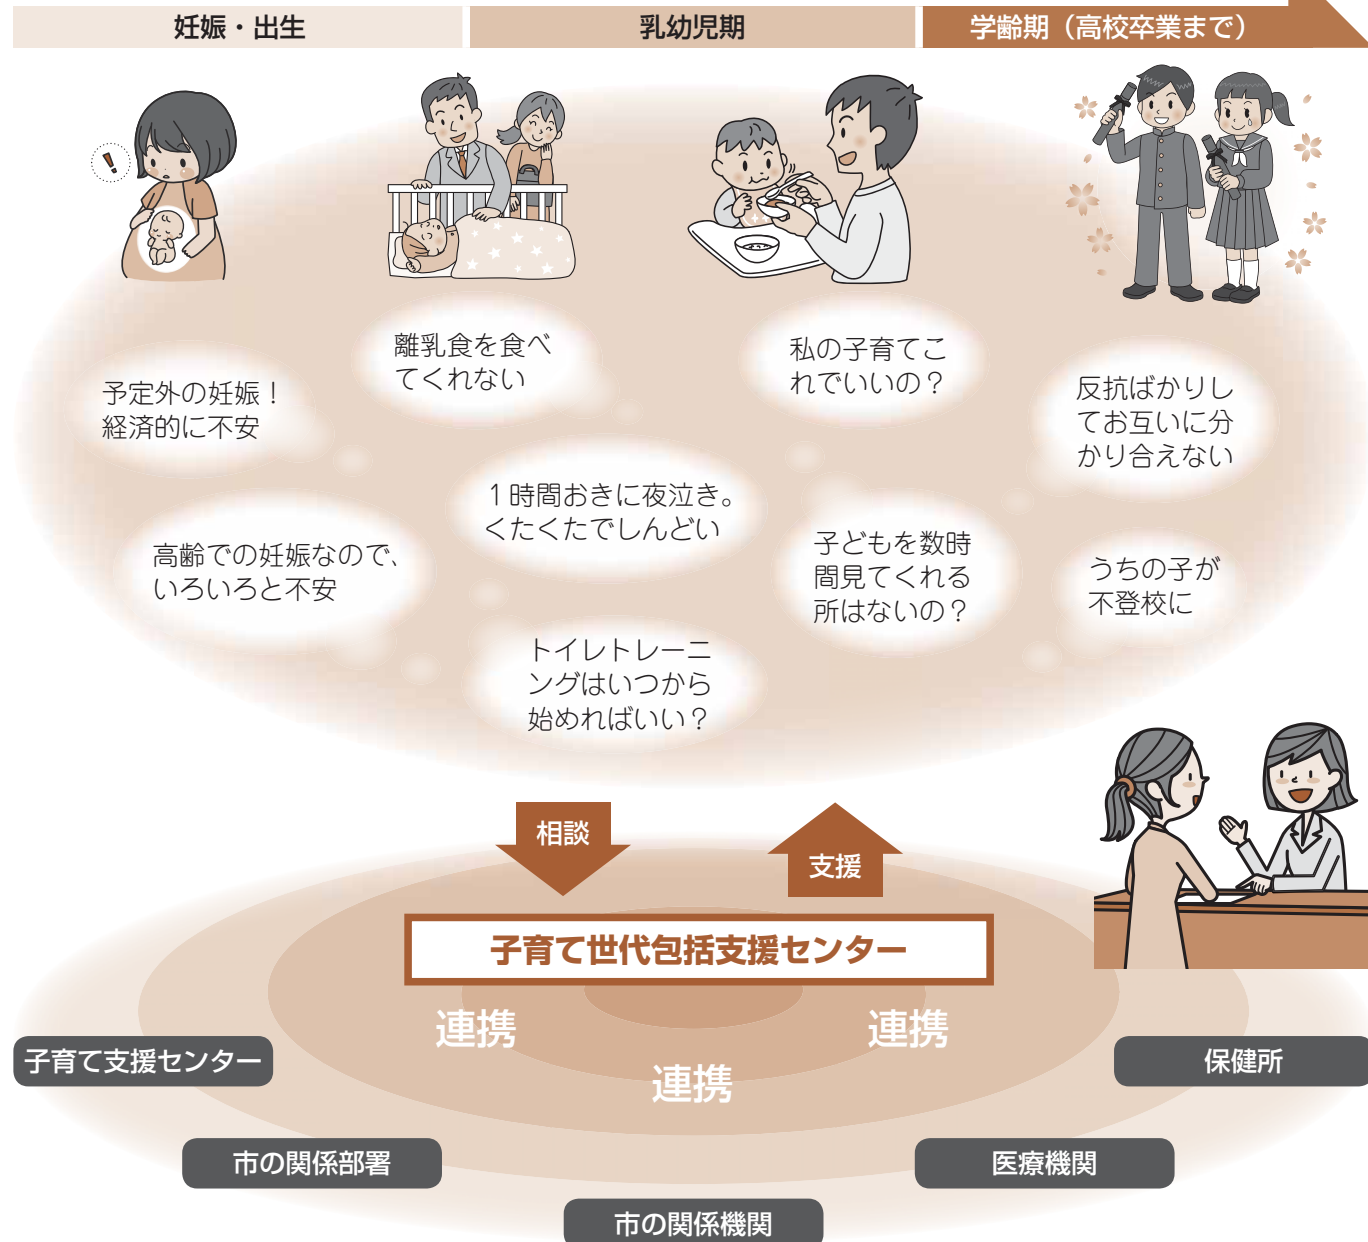 妊娠・出生
乳幼児期
学齢期（高校卒業まで）
！
離乳食を食べ
てくれない
私の子育てこ
れでいいの？
予定外の妊娠！
経済的に不安
反抗ばかりし
てお互いに分
かり合えない
１時間おきに夜泣き。
くたくたでしんどい
高齢での妊娠なので、
いろいろと不安
子どもを数時
間見てくれる
所はないの？
うちの子が
不登校に
トイレトレーニ
ングはいつから
始めればいい？
相談
支援
子育て世代包括支援センター
連携
連携
連携
子育て支援センター
保健所
市の関係部署
医療機関
市の関係機関